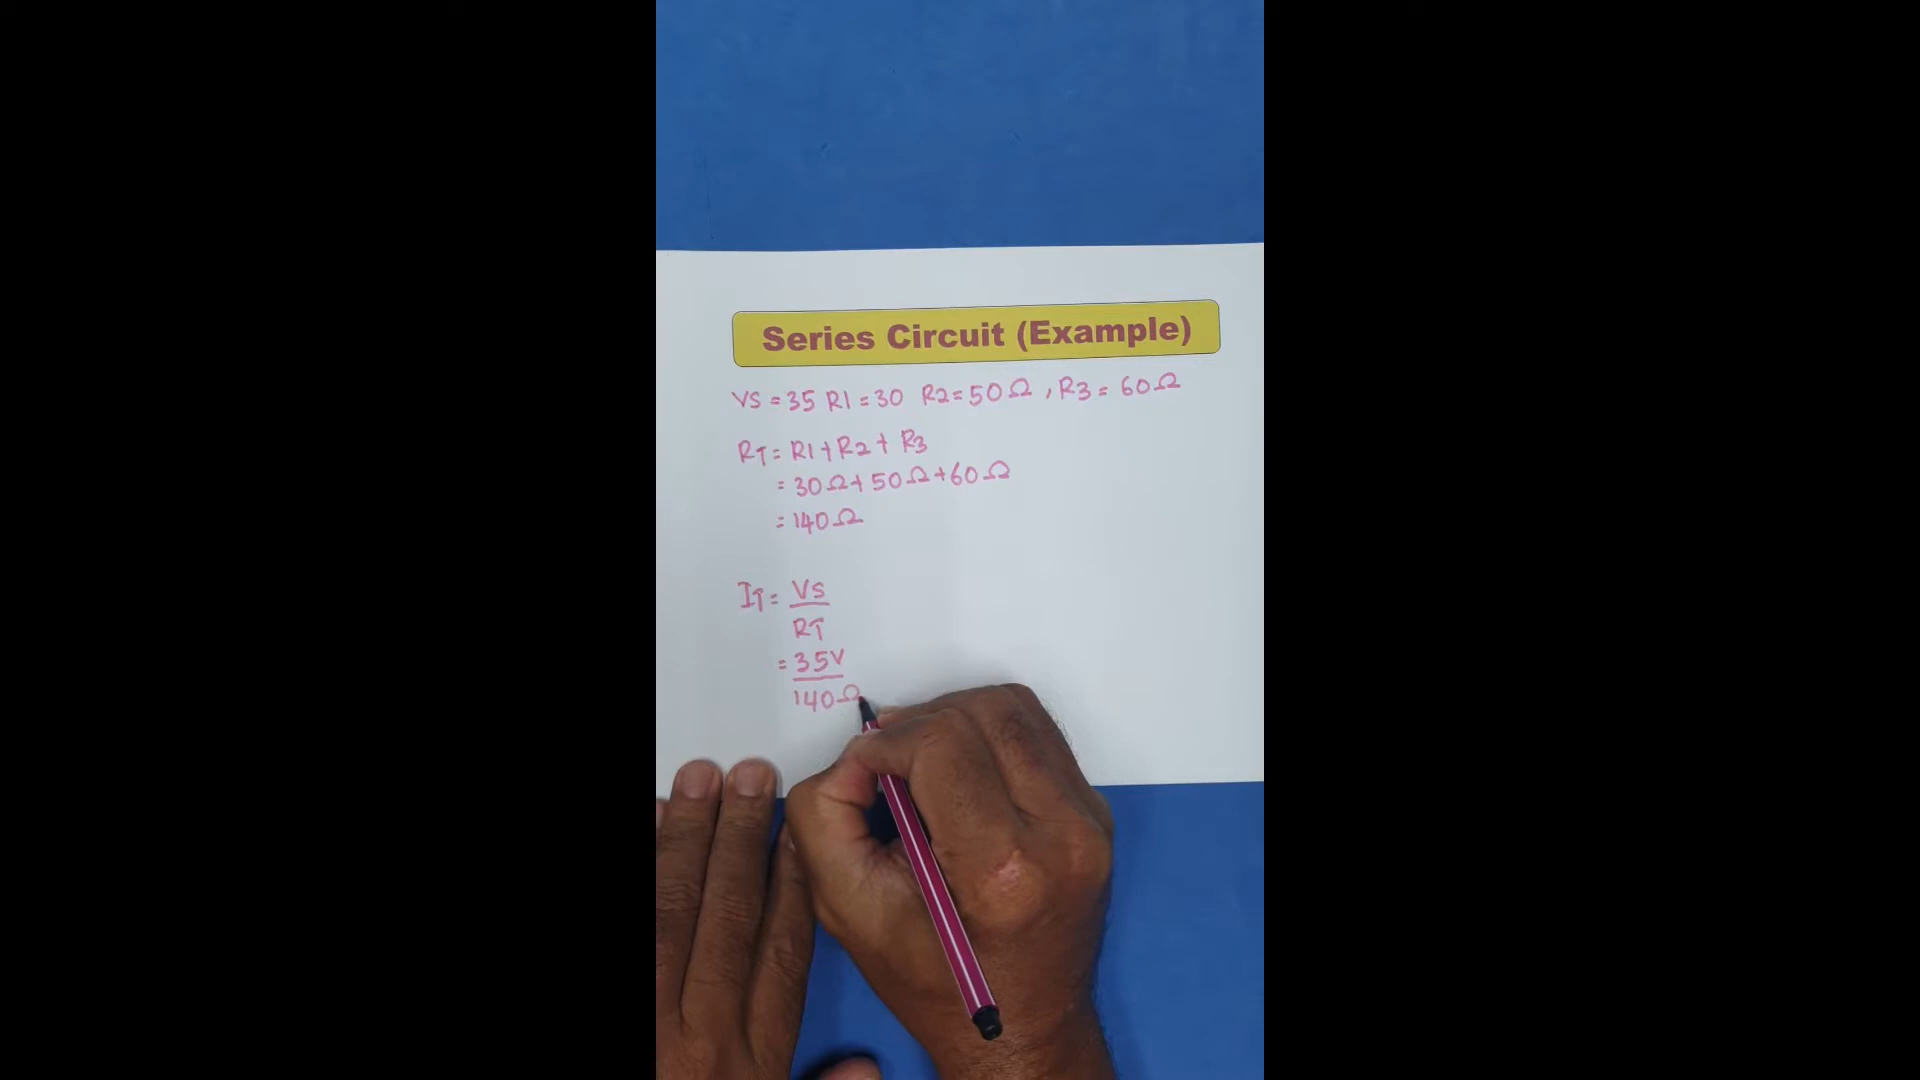 Series Circuit (Example)
VS = 35 R1 = 30 R2 = 50Ω , R3 = 60Ω
RT = R1 + R2 + R3
= 30Ω + 50Ω + 60Ω
= 140Ω
IT = VS
RT
= 35V
140Ω